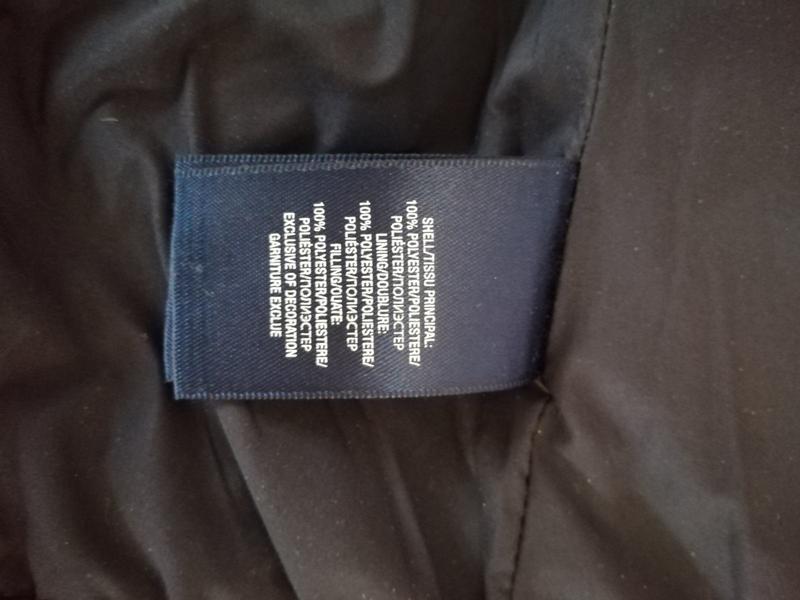 SHELL/TISSU PRINCIPAL:
100% POLYESTER/POLIESTERE/
POLIÉSTER/ПОЛИЭСТЕР
LINING/DOUBLURE:
100% POLYESTER/POLIESTERE/
POLIÉSTER/ПОЛИЭСТЕР
FILLING/OUATE:
100% POLYESTER/POLIESTERE/
POLIÉSTER/ПОЛИЭСТЕР
EXCLUSIVE OF DECORATION
GARNITURE EXCLUE